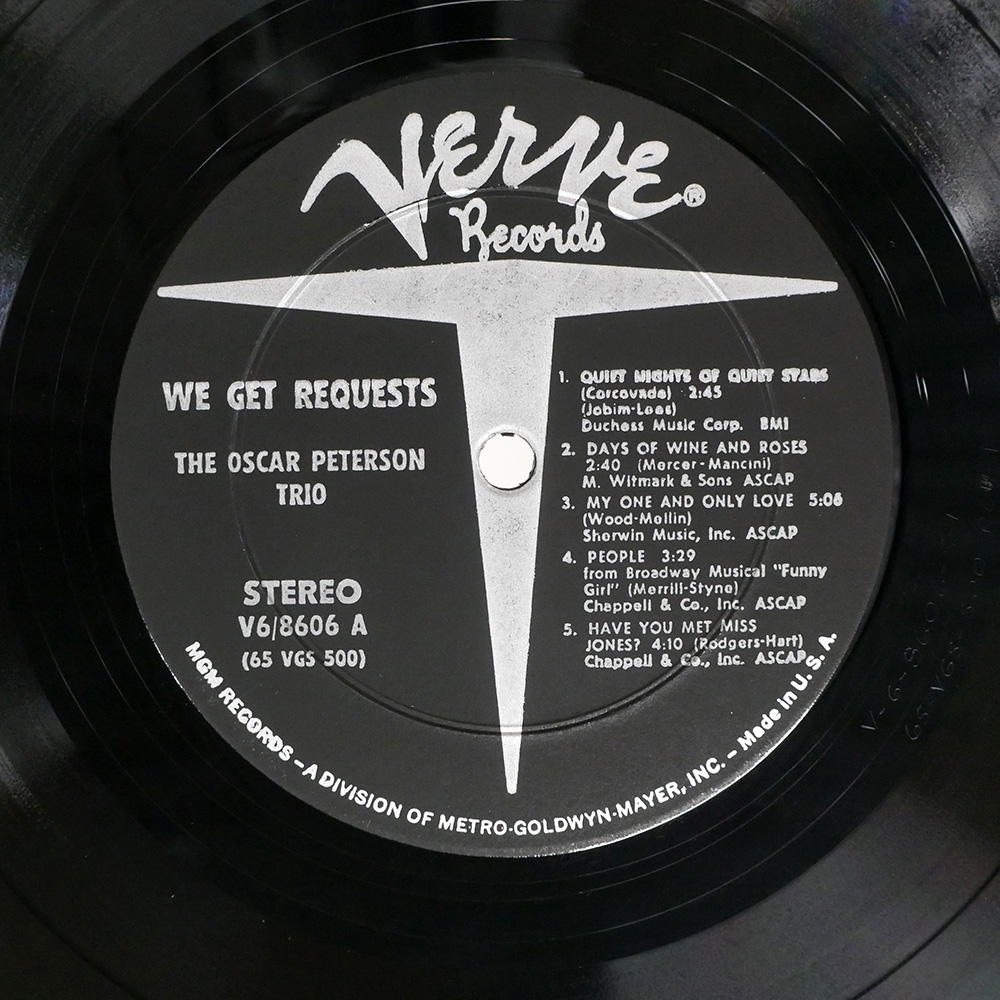 Verve®
Records
WE GET REQUESTS
THE OSCAR PETERSON
TRIO
STEREO
V6/8606 A
(65 VGS 500)
1. QUIET NIGHTS OF QUIET STARS
(Corcovado) 2:45
(Jobim-Lees)
Duchess Music Corp. BMI
2. DAYS OF WINE AND ROSES
2:40 (Mercer-Mancini)
M. Witmark & Sons ASCAP
3. MY ONE AND ONLY LOVE 5:06
(Wood-Mellin)
Sherwin Music, Inc. ASCAP
4. PEOPLE 3:29
from Broadway Musical "Funny
Girl" (Merrill-Styne)
Chappell & Co., Inc. ASCAP
5. HAVE YOU MET MISS
JONES? 4:10 (Rodgers-Hart)
Chappell & Co., Inc. ASCAP
MGM RECORDS – A DIVISION OF METRO-GOLDWYN-MAYER, INC. – Made in U.S.A.